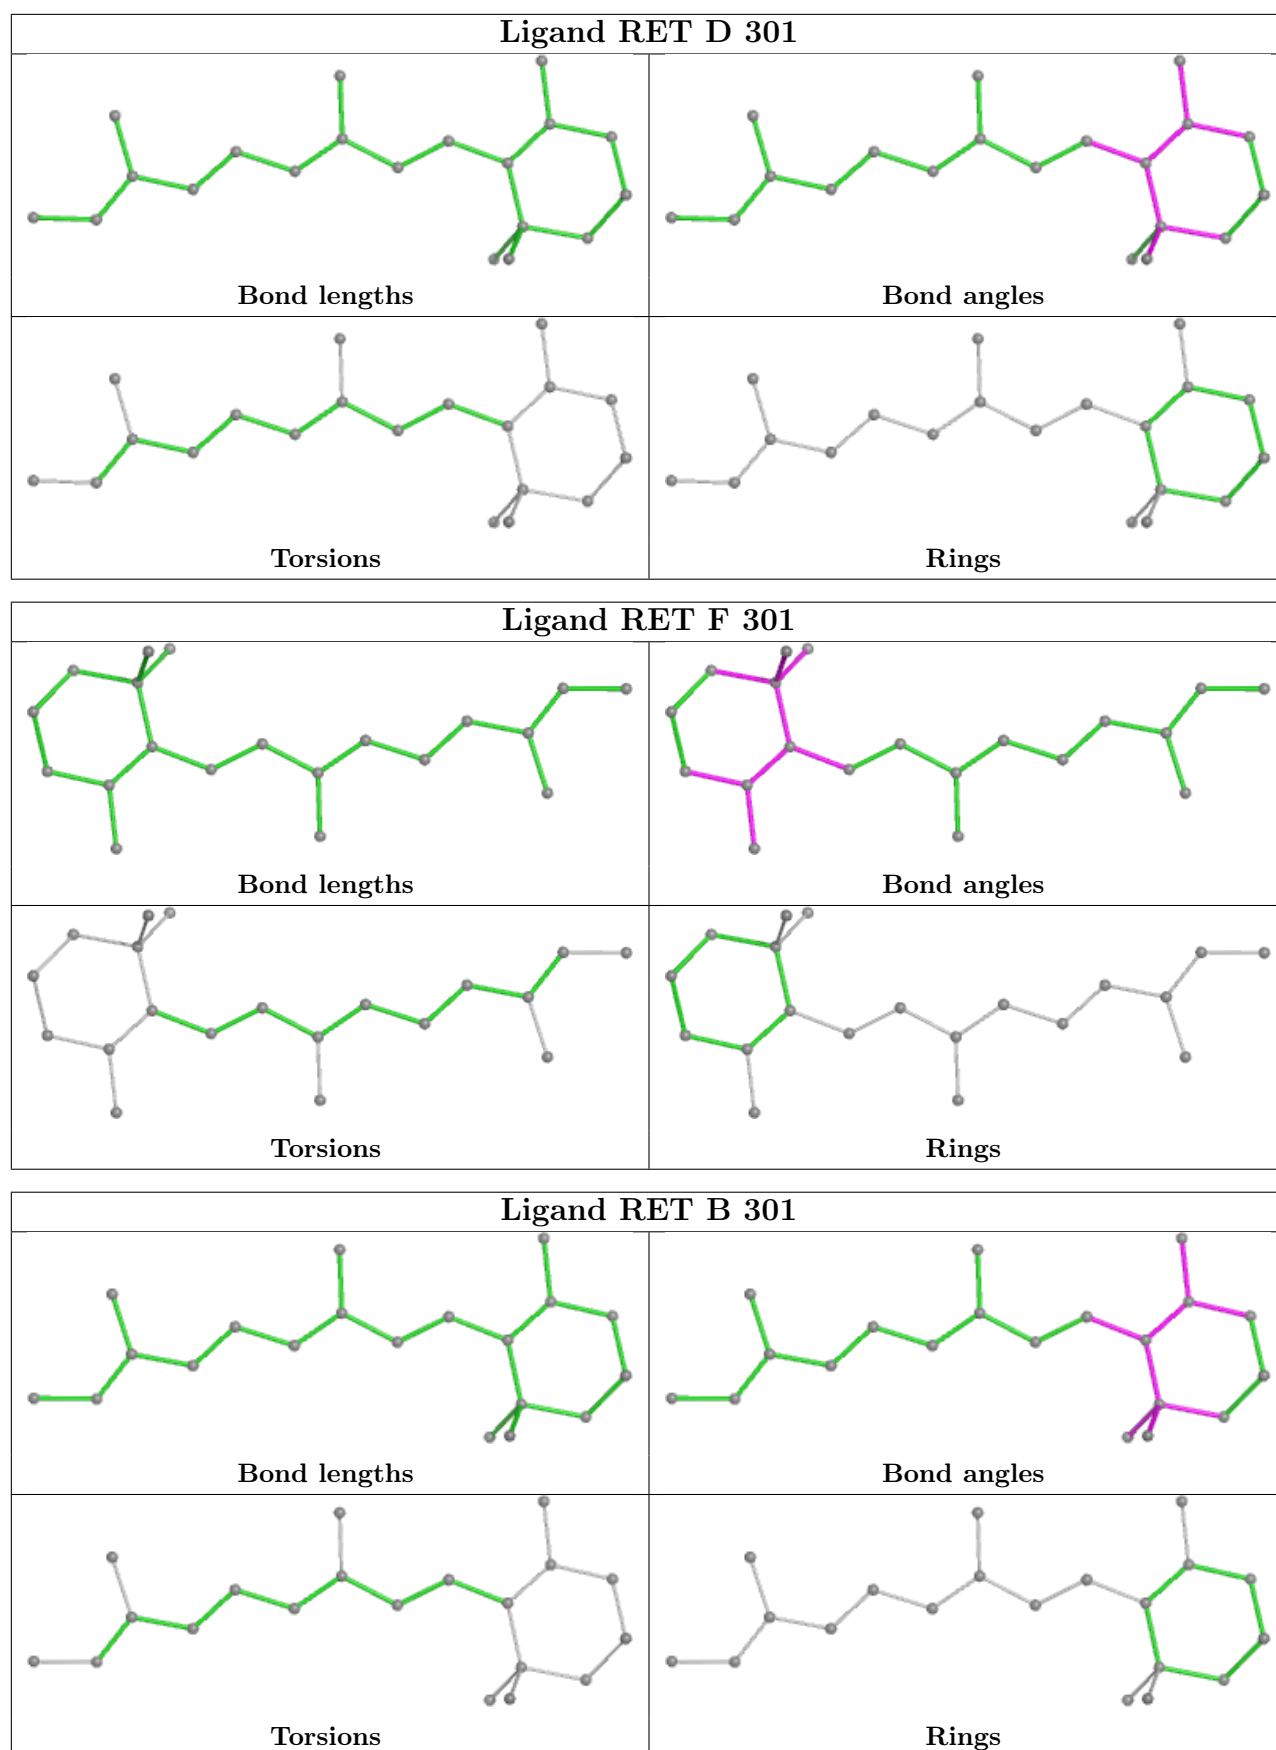 Ligand RET D 301
Bond lengths
Bond angles
Torsions
Rings
Ligand RET F 301
Bond lengths
Bond angles
Torsions
Rings
Ligand RET B 301
Bond lengths
Bond angles
Torsions
Rings